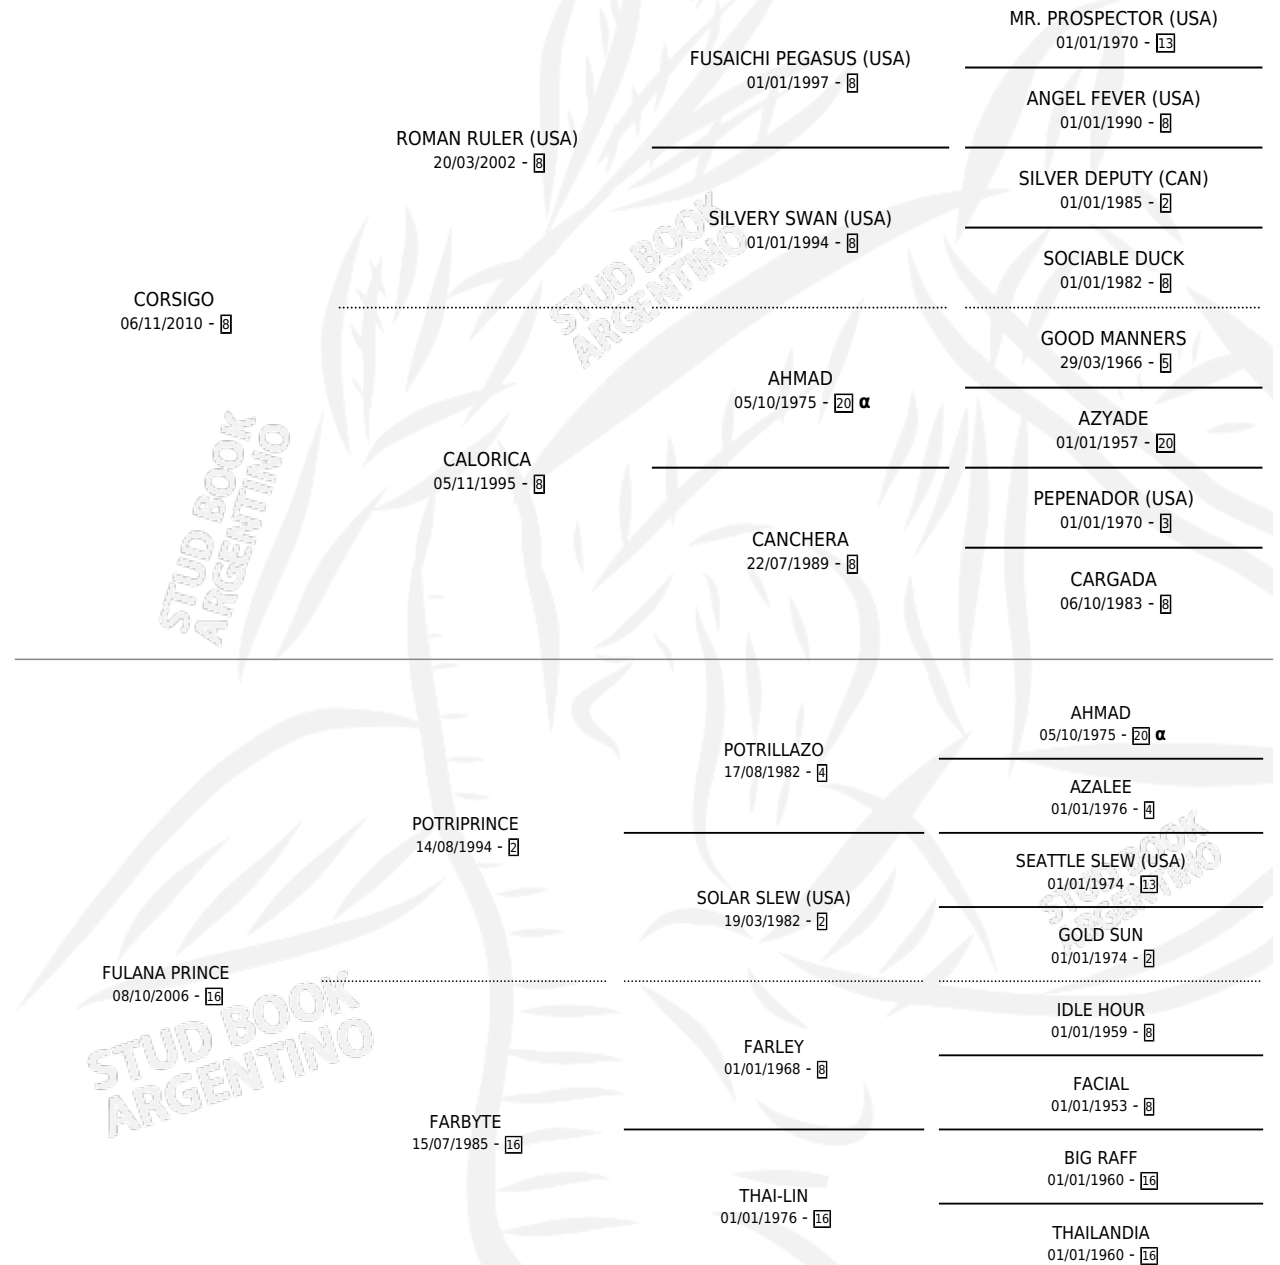 MR. PROSPECTOR (USA)
01/01/1970 - 13
FUSAICHI PEGASUS (USA)
01/01/1997 - 8
ANGEL FEVER (USA)
01/01/1990 - 8
ROMAN RULER (USA)
20/03/2002 - 8
SILVER DEPUTY (CAN)
01/01/1985 - 2
SILVERY SWAN (USA)
01/01/1994 - 8
SOCIABLE DUCK
01/01/1982 - 8
STUD BOOK
ARGENTINO
CORSIGO
06/11/2010 - 8
GOOD MANNERS
29/03/1966 - 5
AHMAD
05/10/1975 - 20 α
AZYADE
01/01/1957 - 20
CALORICA
05/11/1995 - 8
PEPENADOR (USA)
01/01/1970 - 3
CANCHERA
22/07/1989 - 8
CARGADA
06/10/1983 - 8
STUD BOOK
ARGENTINO
AHMAD
05/10/1975 - 20 α
POTRILLAZO
17/08/1982 - 4
AZALEE
01/01/1976 - 4
POTRIPRINCE
14/08/1994 - 2
SEATTLE SLEW (USA)
01/01/1974 - 13
SOLAR SLEW (USA)
19/03/1982 - 2
GOLD SUN
01/01/1974 - 2
STUD BOOK
ARGENTINO
FULANA PRINCE
08/10/2006 - 16
IDLE HOUR
01/01/1959 - 8
FARLEY
01/01/1968 - 8
FACIAL
01/01/1953 - 8
STUD BOOK
ARGENTINO
FARBYTE
15/07/1985 - 16
BIG RAFF
01/01/1960 - 16
THAI-LIN
01/01/1976 - 16
THAILANDIA
01/01/1960 - 16